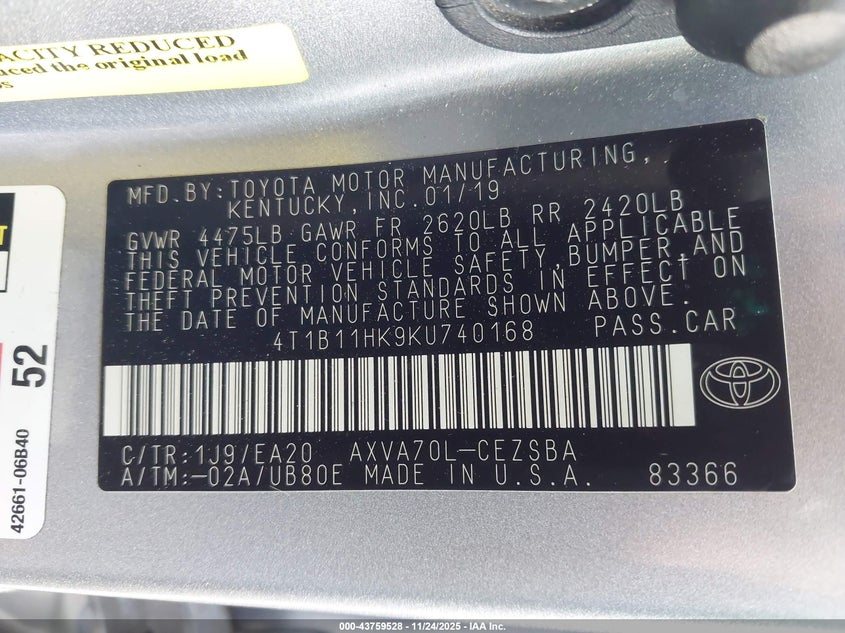 ACITY REDUCED
uced the original load
os
T
52
42661-06B40
MFD.BY:TOYOTA MOTOR MANUFACTURING,
KENTUCKY, INC.01/19
GVWR 4475LB GAWR FR 2620LB RR 2420LB
THIS VEHICLE CONFORMS TO ALL APPLICABLE
FEDERAL MOTOR VEHICLE SAFETY,BUMPER,AND
THEFT PREVENTION STANDARDS IN EFFECT ON
THE DATE OF MANUFACTURE SHOWN ABOVE.
4T1B11HK9KU740168 PASS.CAR
C/TR:1J9/EA20 AXVA70L-CEZSBA
A/TM:-02A/UB80E MADE IN U.S.A. 83366
000-43759528 - 11/24/2025 - IAA Inc.